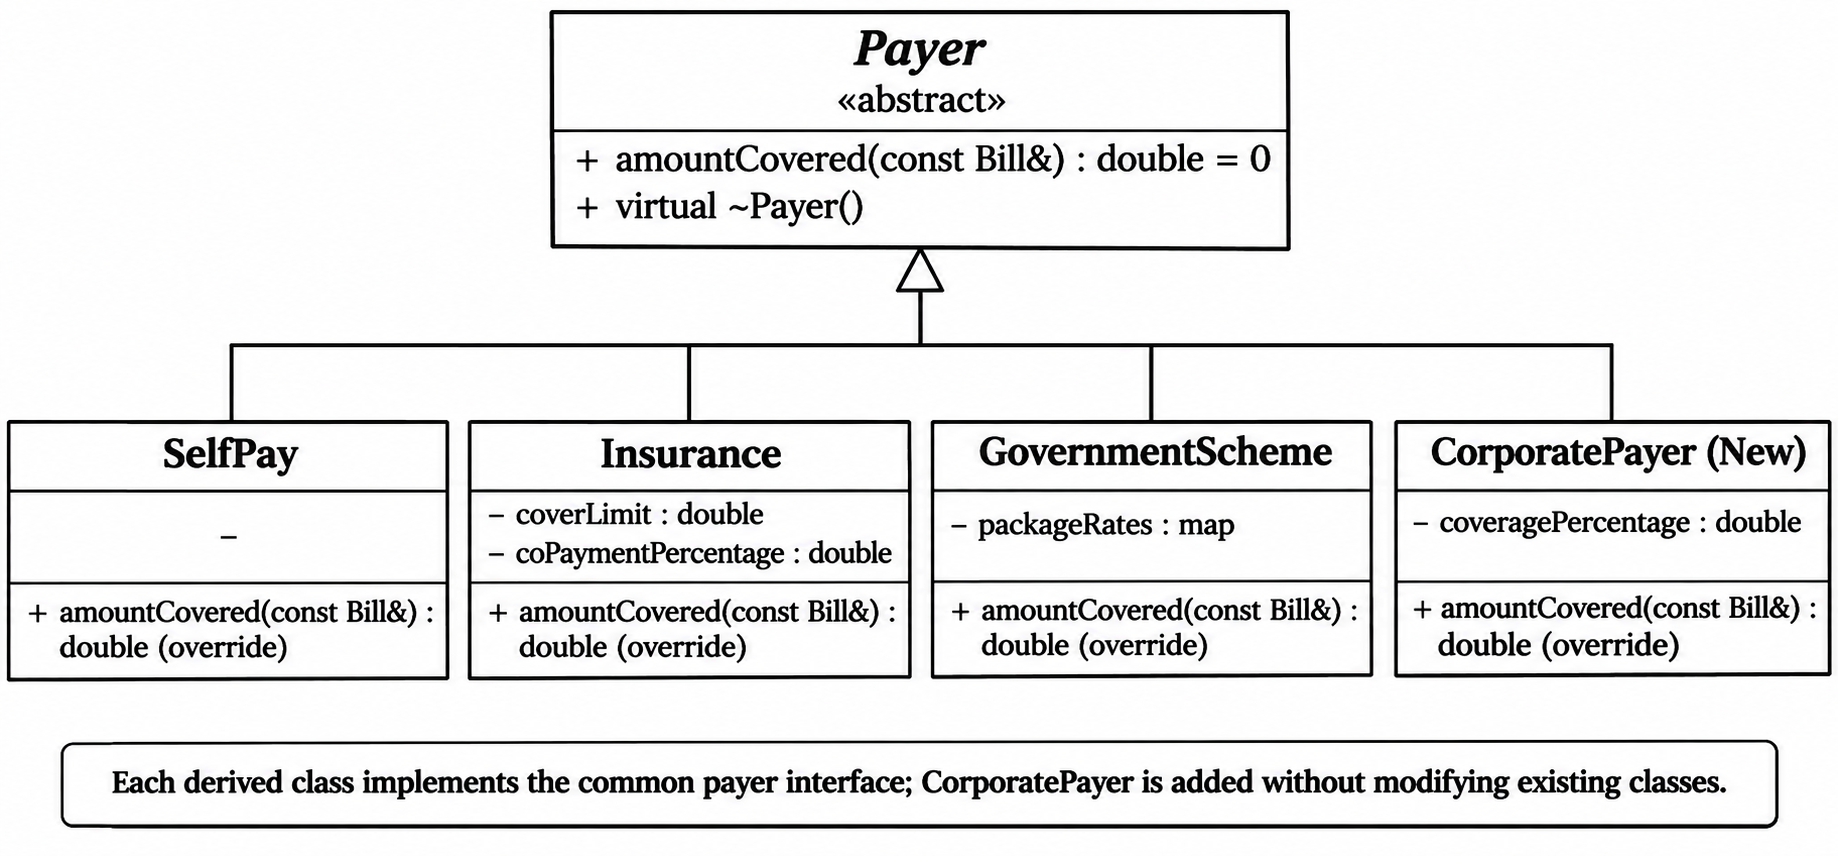 Payer
«abstract»
+ amountCovered(const Bill&) : double = 0
+ virtual ~Payer()
SelfPay
–
+ amountCovered(const Bill&) :
double (override)
Insurance
– coverLimit : double
– coPaymentPercentage : double
+ amountCovered(const Bill&) :
double (override)
GovernmentScheme
– packageRates : map
+ amountCovered(const Bill&) :
double (override)
CorporatePayer (New)
– coveragePercentage : double
+ amountCovered(const Bill&) :
double (override)
Each derived class implements the common payer interface; CorporatePayer is added without modifying existing classes.